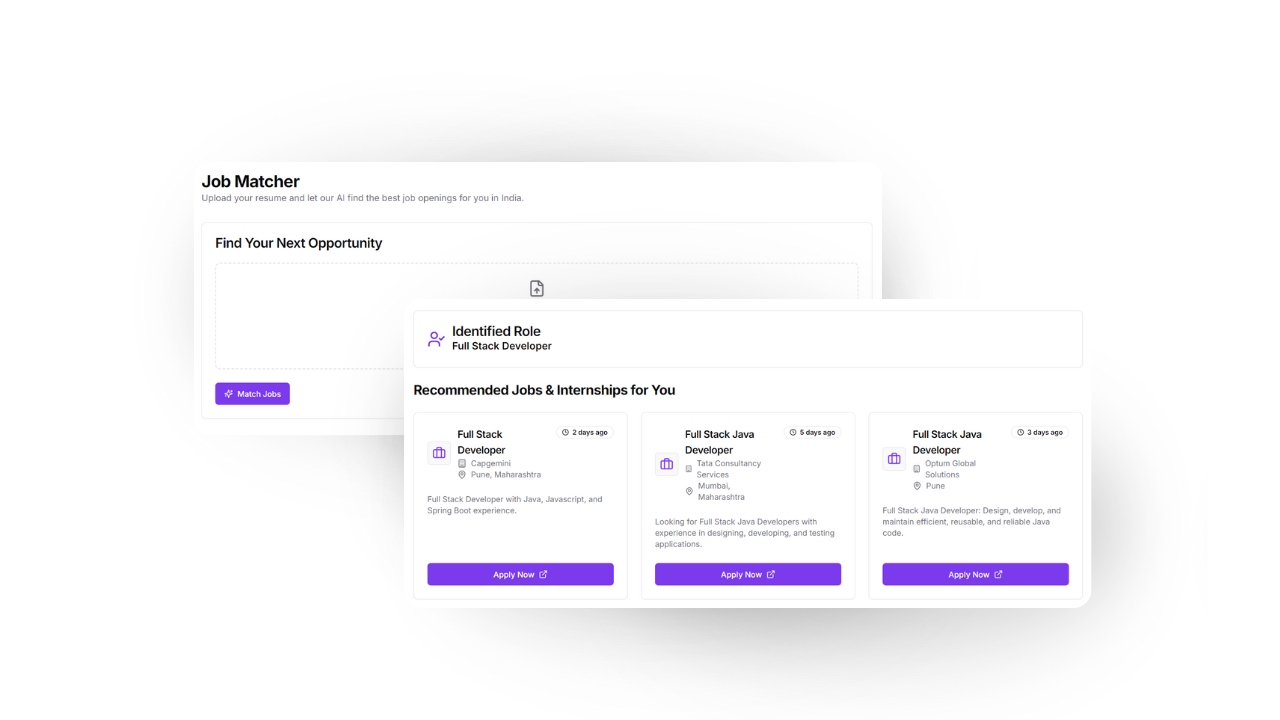 Job Matcher
Upload your resume and let our AI find the best job openings for you in India.
Find Your Next Opportunity
Match Jobs
Identified Role
Full Stack Developer
Recommended Jobs & Internships for You
Full Stack
Developer
2 days ago
Capgemini
Pune, Maharashtra
Full Stack Developer with Java, Javascript, and
Spring Boot experience.
Apply Now
Full Stack Java
Developer
5 days ago
Tata Consultancy
Services
Mumbai,
Maharashtra
Looking for Full Stack Java Developers with
experience in designing, developing, and testing
applications.
Apply Now
Full Stack Java
Developer
3 days ago
Optum Global
Solutions
Pune
Full Stack Java Developer: Design, develop, and
maintain efficient, reusable, and reliable Java
code.
Apply Now